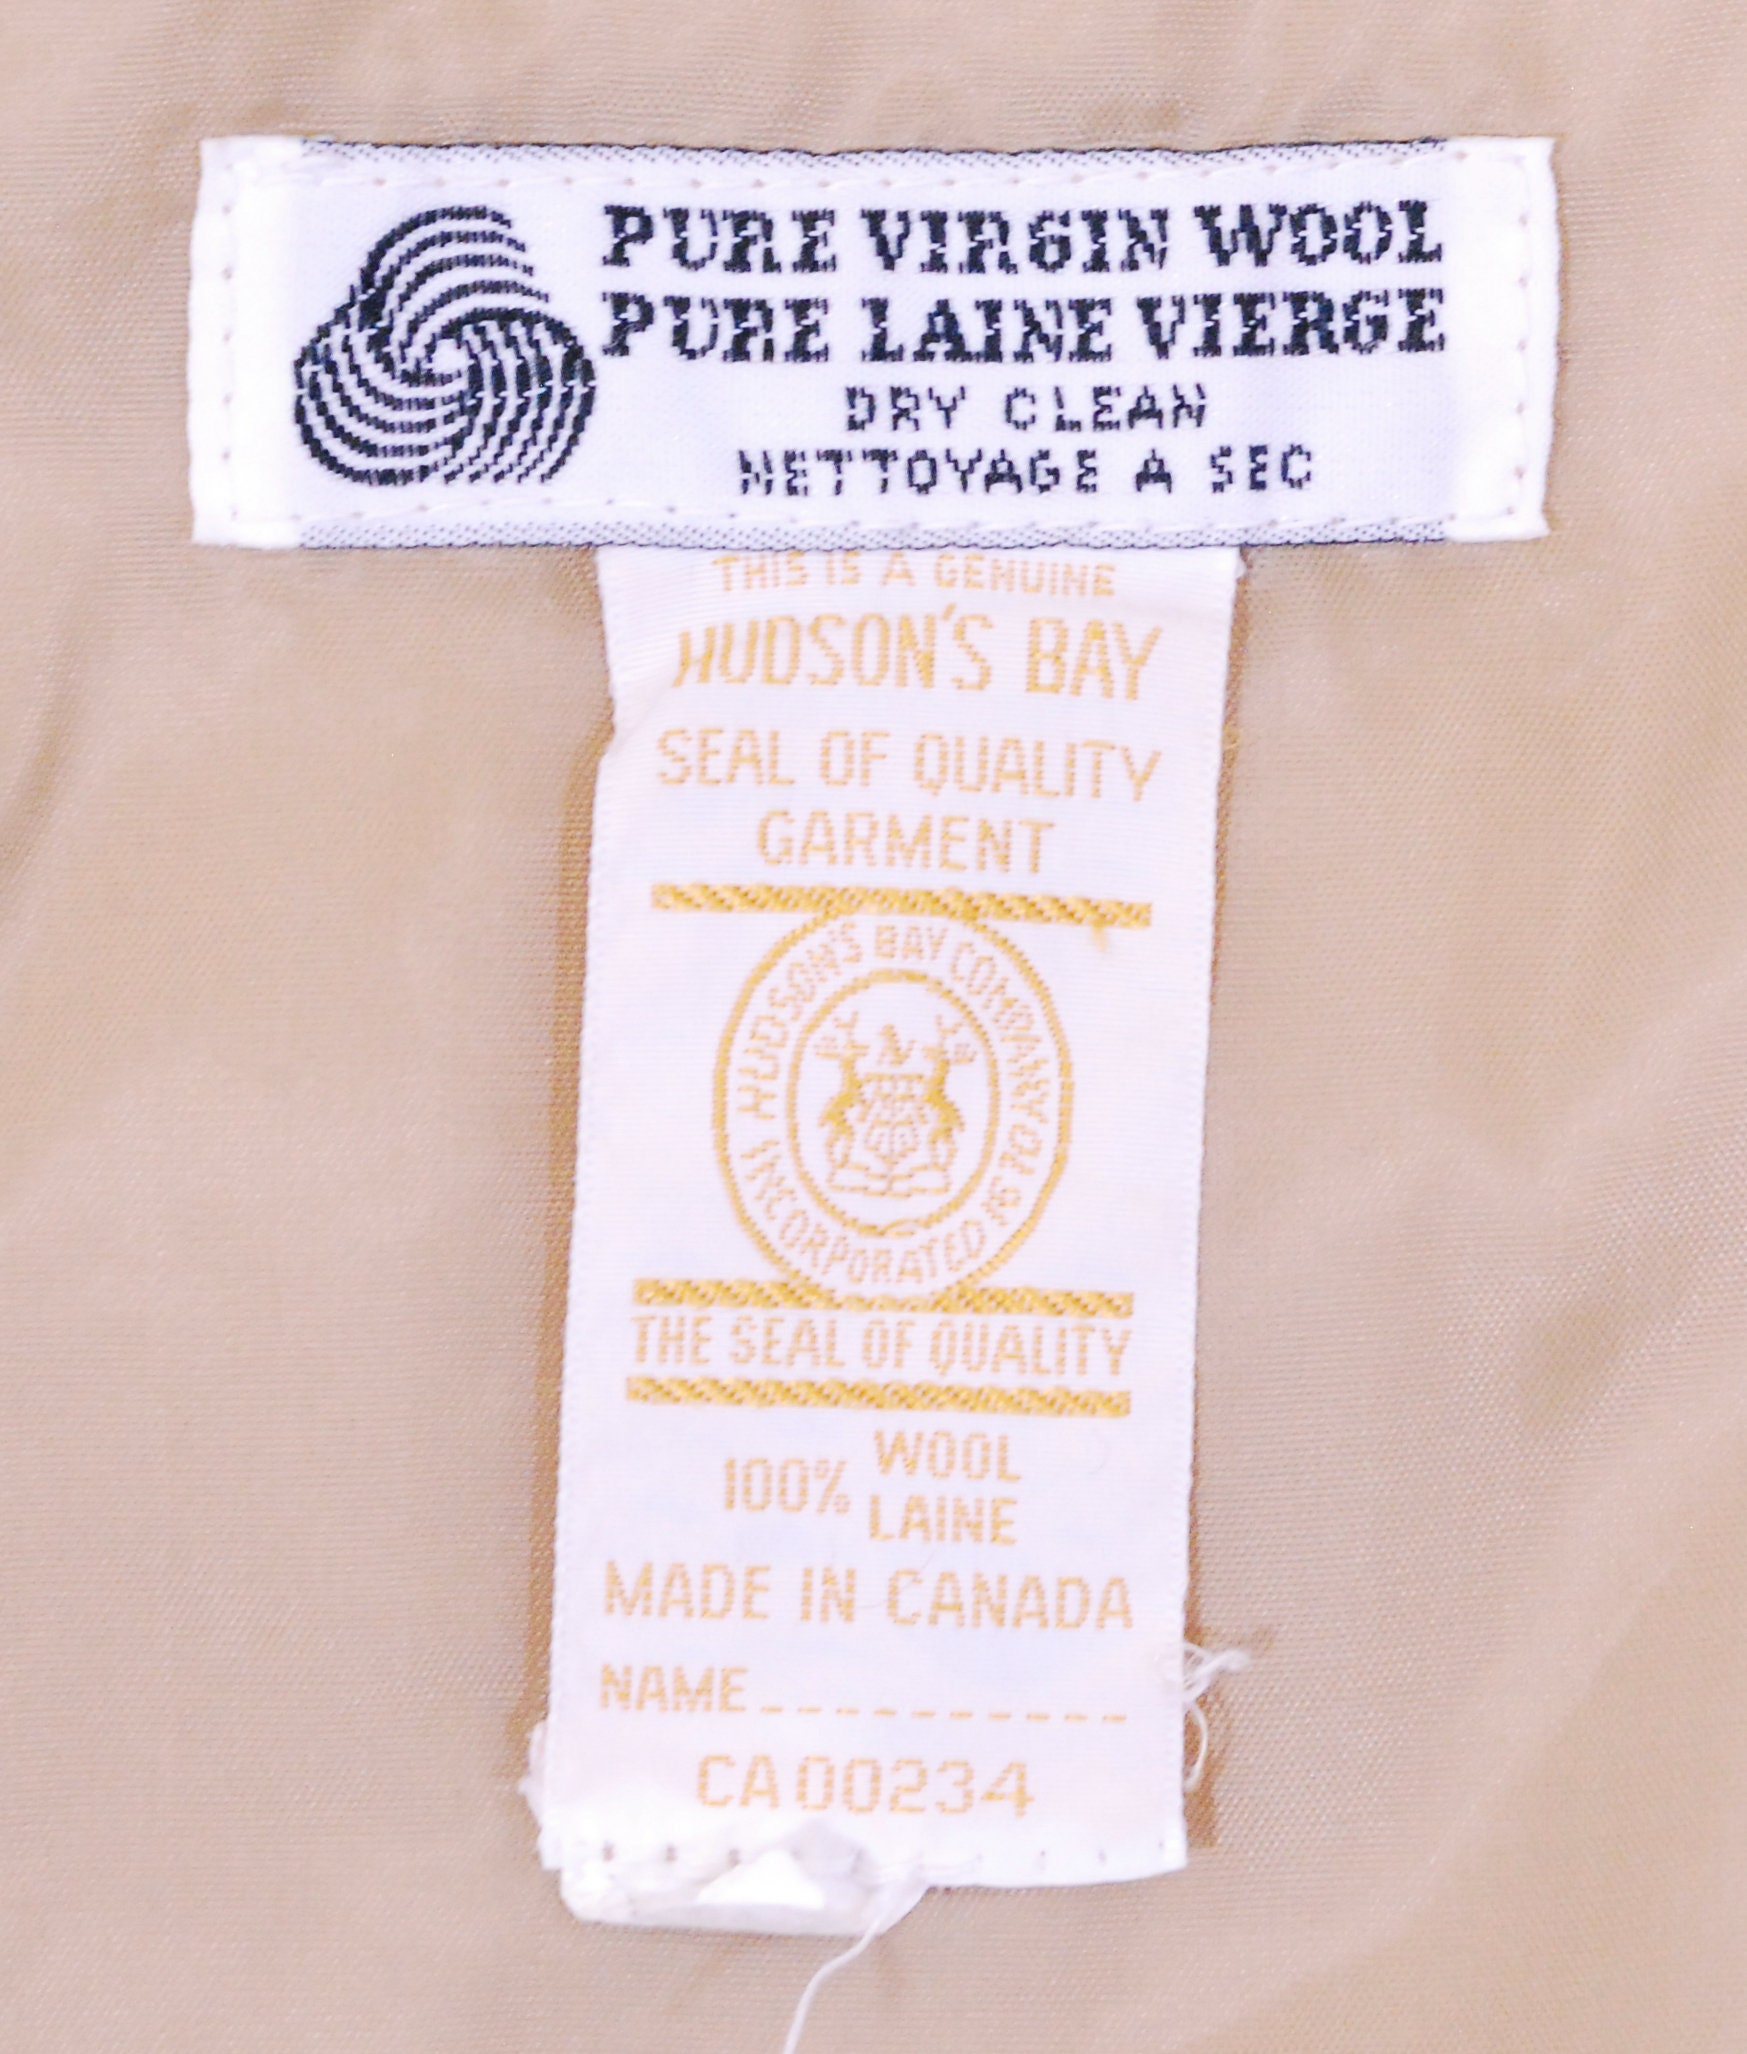 PURE VIRGIN WOOL
PURE LAINE VIERGE
DRY CLEAN
NETTOYAGE A SEC
THIS IS A GENUINE
HUDSON'S BAY
SEAL OF QUALITY
GARMENT
HUDSON'S BAY COMPANY
INCORPORATED 1670
THE SEAL OF QUALITY
100% WOOL
LAINE
MADE IN CANADA
NAME
CA00234